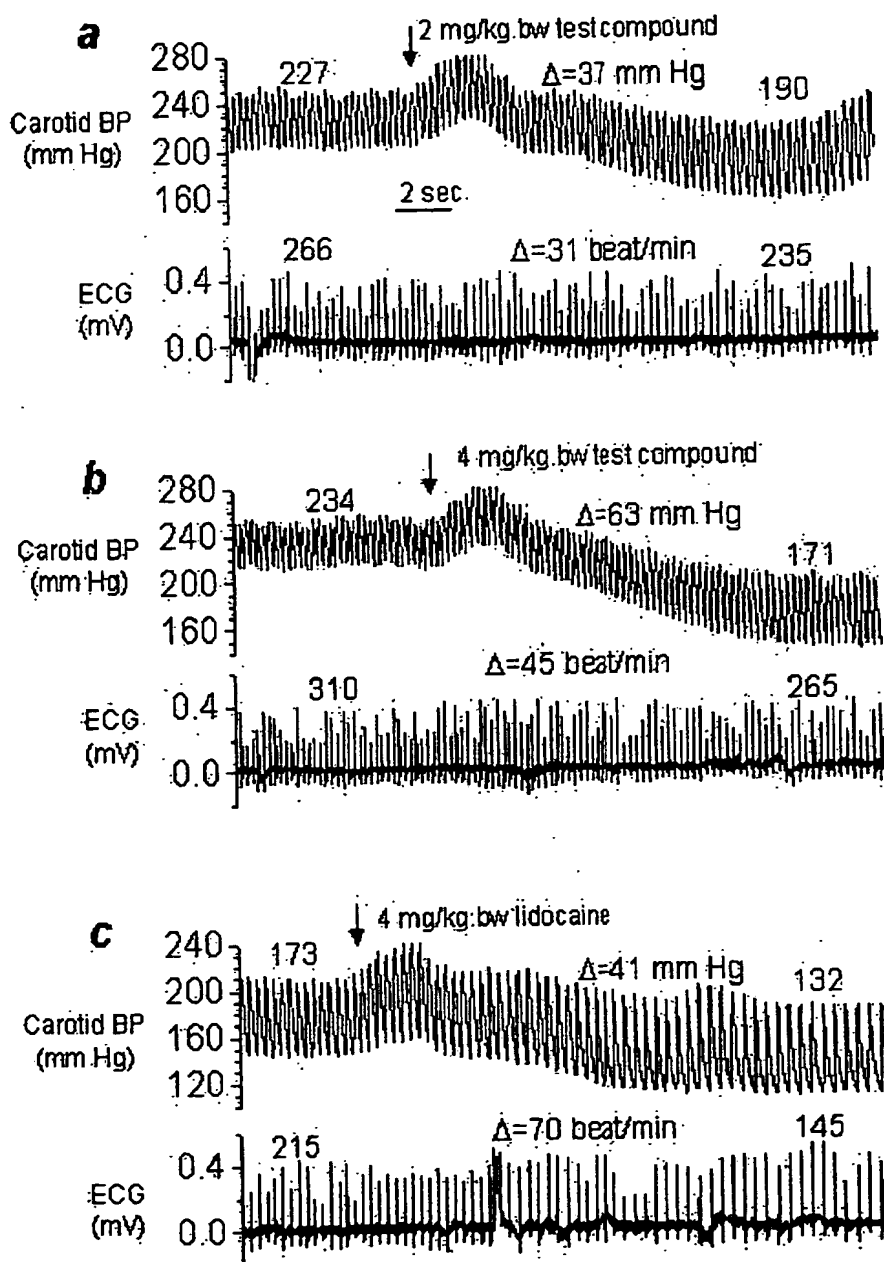 a
2 mg/kg.bw test compound
280
227
Δ=37 mm Hg
190
240
Carotid BP
(mm Hg)
200
160
2 sec.
266
Δ=31 beat/min
235
0.4
ECG
(mV)
0.0
b
4 mg/kg.bw test compound
280
234
Δ=63 mm Hg
240
Carotid BP
(mm Hg)
171
200
160
Δ=45 beat/min
310
265
0.4
ECG
(mV)
0.0
c
4 mg/kg.bw lidocaine
240
173
Δ=41 mm Hg
132
200
Carotid BP
(mm Hg)
160
120
Δ=70 beat/min
215
145
0.4
ECG
(mV)
0.0